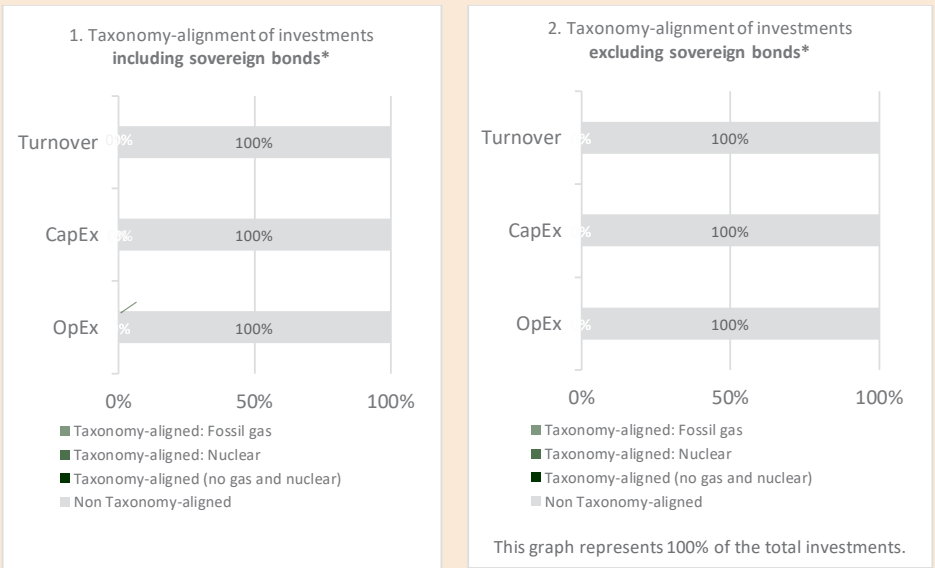 1. Taxonomy-alignment of investments
including sovereign bonds*
Turnover
100%
CapEx
100%
OpEx
100%
0% 50% 100%
Taxonomy-aligned: Fossil gas
Taxonomy-aligned: Nuclear
Taxonomy-aligned (no gas and nuclear)
Non Taxonomy-aligned
2. Taxonomy-alignment of investments
excluding sovereign bonds*
Turnover
100%
CapEx
100%
OpEx
100%
0% 50% 100%
Taxonomy-aligned: Fossil gas
Taxonomy-aligned: Nuclear
Taxonomy-aligned (no gas and nuclear)
Non Taxonomy-aligned
This graph represents 100% of the total investments.